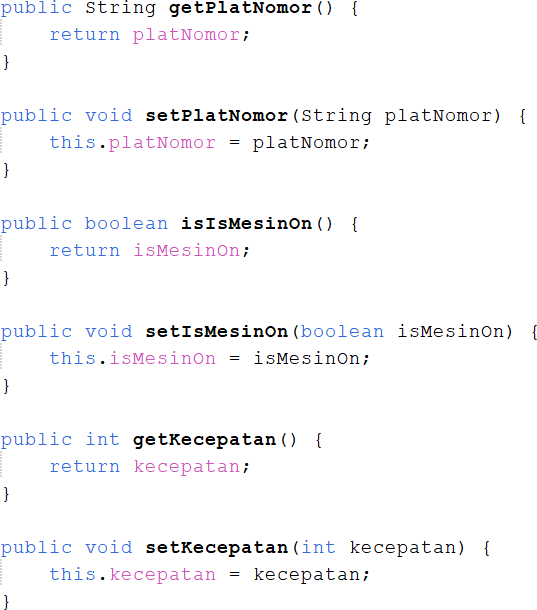 public String getPlatNomor() {
    return platNomor;
}

public void setPlatNomor(String platNomor) {
    this.platNomor = platNomor;
}

public boolean isIsMesinOn() {
    return isMesinOn;
}

public void setIsMesinOn(boolean isMesinOn) {
    this.isMesinOn = isMesinOn;
}

public int getKecepatan() {
    return kecepatan;
}

public void setKecepatan(int kecepatan) {
    this.kecepatan = kecepatan;
}